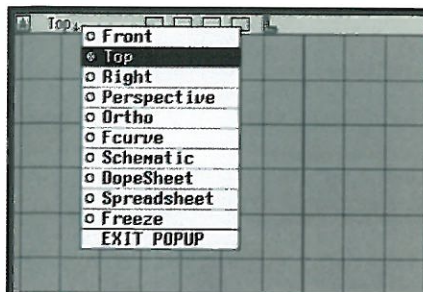 Top
Front
Top
Right
Perspective
Ortho
Fcurve
Schematic
DopeSheet
Spreadsheet
Freeze
EXIT POPUP